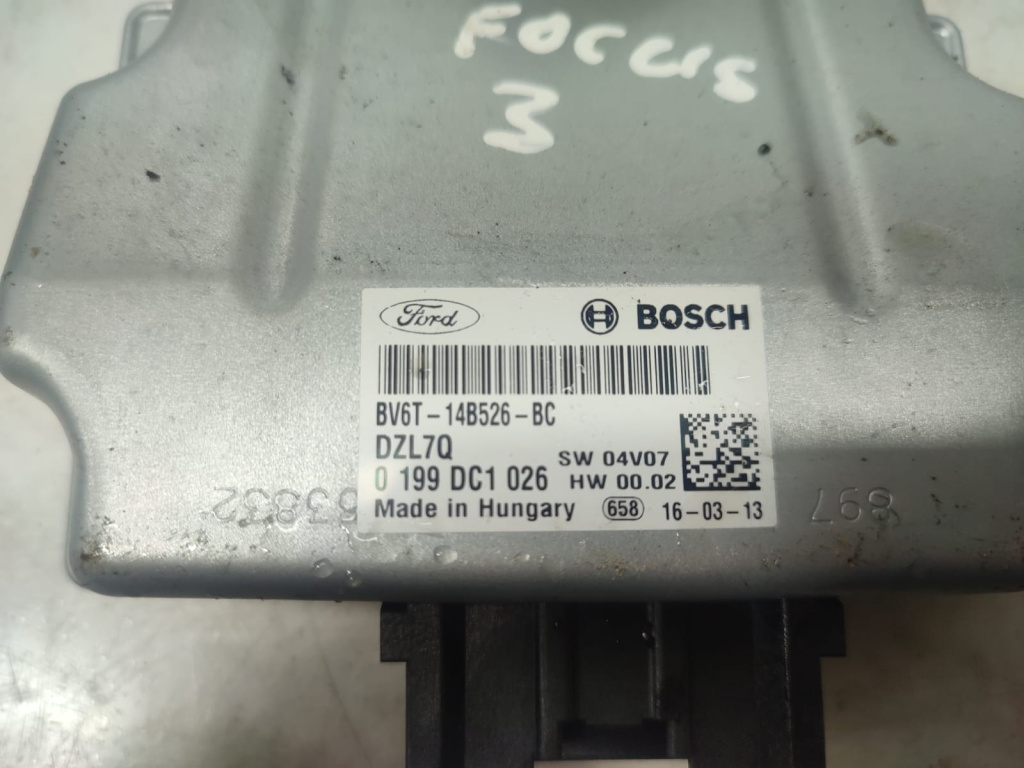 FOCUS
3
Ford BOSCH
BV6T-14B526-BC
DZL7Q
SW 04V07
0 199 DC1 026 HW 00.02
Made in Hungary 658 16-03-13
897